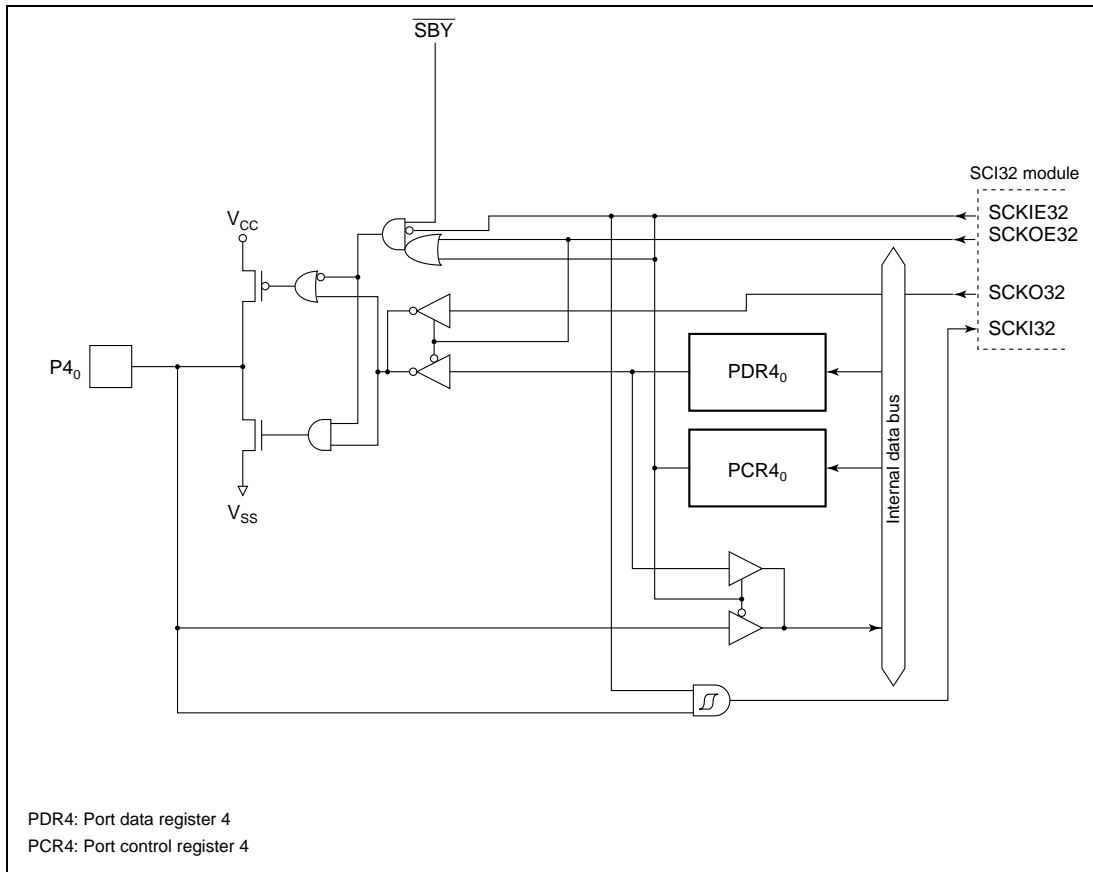 SBY
SCI32 module
SCKIE32
SCKOE32
SCKO32
SCKI32
VCC
P40
VSS
PDR40
PCR40
Internal data bus
PDR4: Port data register 4
PCR4: Port control register 4